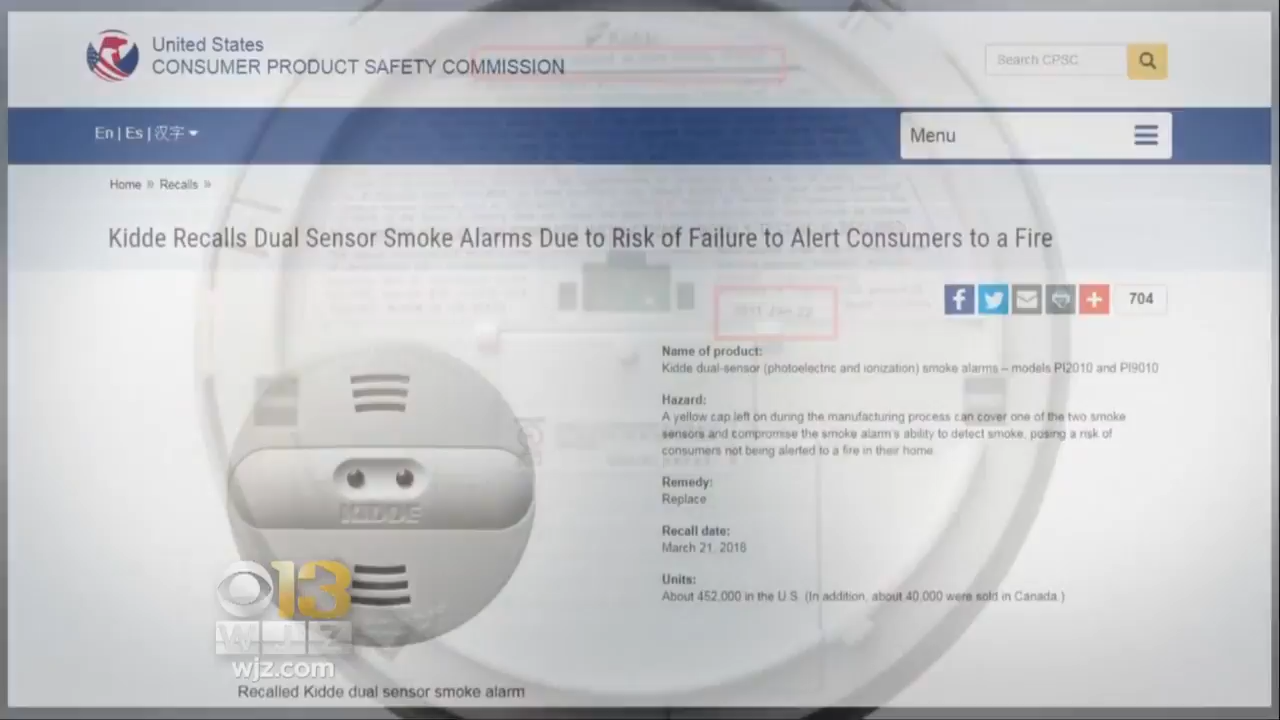 United States
CONSUMER PRODUCT SAFETY COMMISSION
Search CPSC
En | Es | 汉字
Menu
Home » Recalls »
Kidde Recalls Dual Sensor Smoke Alarms Due to Risk of Failure to Alert Consumers to a Fire
704
Name of product:
Kidde dual-sensor (photoelectric and ionization) smoke alarms – models PI2010 and PI9010
Hazard:
A yellow cap left on during the manufacturing process can cover one of the two smoke
sensors and compromise the smoke alarm's ability to detect smoke, posing a risk of
consumers not being alerted to a fire in their home.
Remedy:
Replace
Recall date:
March 21, 2018
Units:
About 452,000 in the U.S. (In addition, about 40,000 were sold in Canada.)
KIDDE
13
WJZ
wjz.com
Recalled Kidde dual sensor smoke alarm